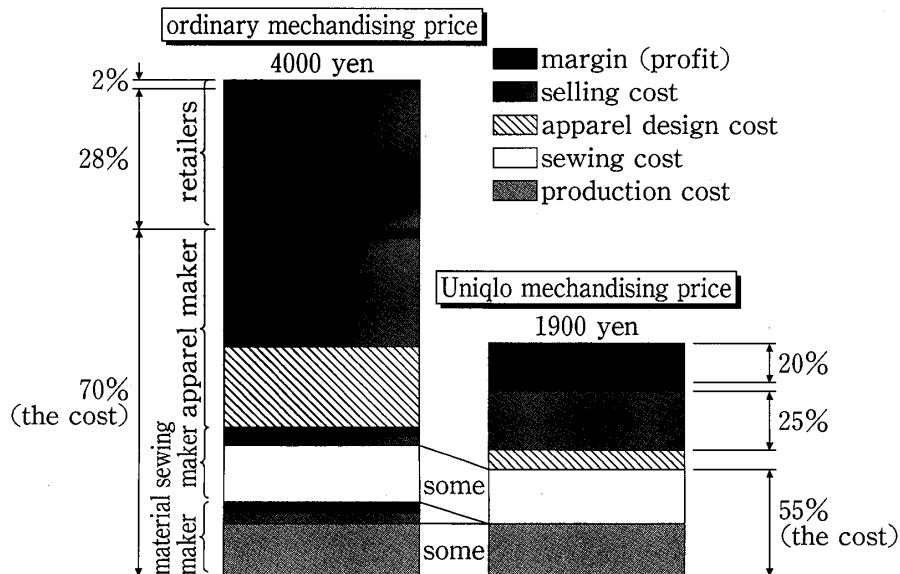 ordinary mechandising price
4000 yen
margin (profit)
selling cost
apparel design cost
sewing cost
production cost
2%
28%
70%
(the cost)
retailers
apparel maker
sewing
maker
material
maker
some
some
Uniqlo mechandising price
1900 yen
20%
25%
55%
(the cost)